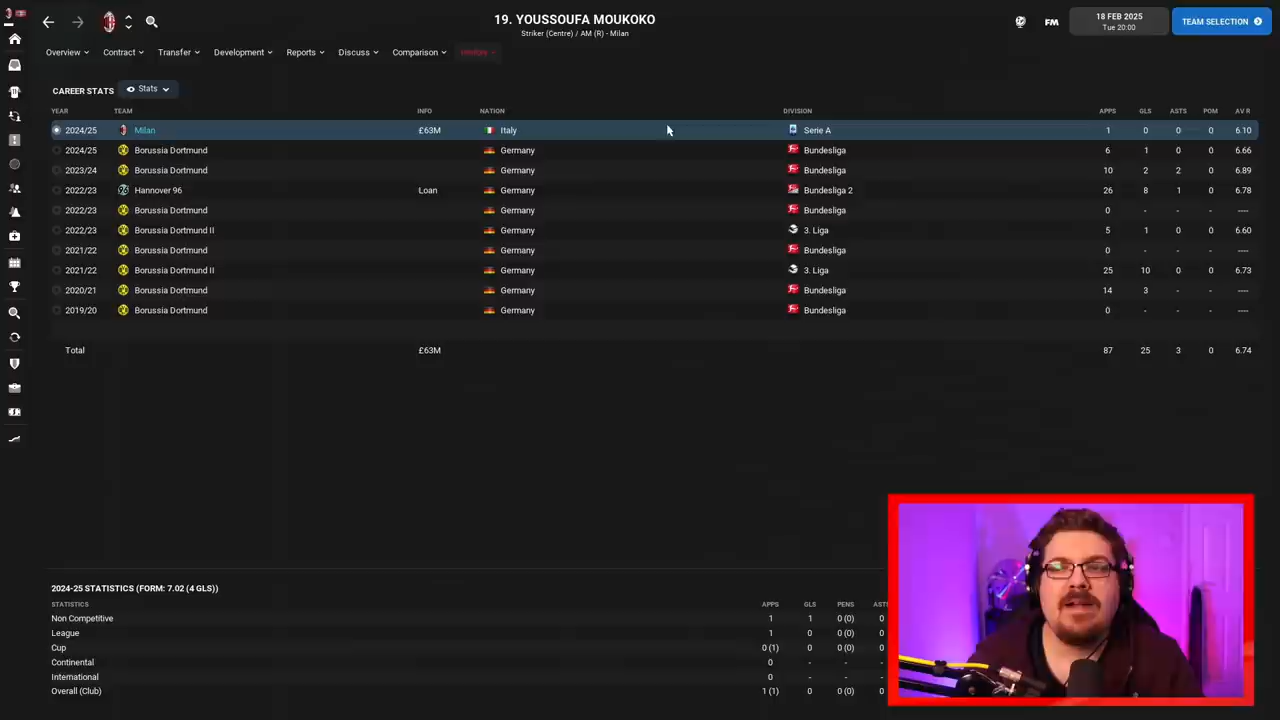 19. YOUSSOUFA MOUKOKO
Striker (Centre) / AM (R) - Milan
FM
18 FEB 2025
Tue 20:00
TEAM SELECTION
Overview Contract Transfer Development Reports Discuss Comparison History
CAREER STATS Stats
YEAR TEAM INFO NATION DIVISION APPS GLS ASTS POM AV R
2024/25 Milan £63M Italy Serie A 1 0 0 0 6.10
2024/25 Borussia Dortmund Germany Bundesliga 6 1 0 0 6.66
2023/24 Borussia Dortmund Germany Bundesliga 10 2 2 0 6.89
2022/23 Hannover 96 Loan Germany Bundesliga 2 26 8 1 0 6.78
2022/23 Borussia Dortmund Germany Bundesliga 0 - - - ----
2022/23 Borussia Dortmund II Germany 3. Liga 5 1 0 0 6.60
2021/22 Borussia Dortmund Germany Bundesliga 0 - - - ----
2021/22 Borussia Dortmund II Germany 3. Liga 25 10 0 0 6.73
2020/21 Borussia Dortmund Germany Bundesliga 14 3 - - ----
2019/20 Borussia Dortmund Germany Bundesliga 0 - - - ----
Total £63M 87 25 3 0 6.74
2024-25 STATISTICS (FORM: 7.02 (4 GLS))
STATISTICS APPS GLS PENS ASTS
Non Competitive 1 1 0 (0) 0
League 1 0 0 (0) 0
Cup 0 (1) 0 0 (0) 0
Continental 0 - - -
International 0 - - -
Overall (Club) 1 (1) 0 0 (0) 0